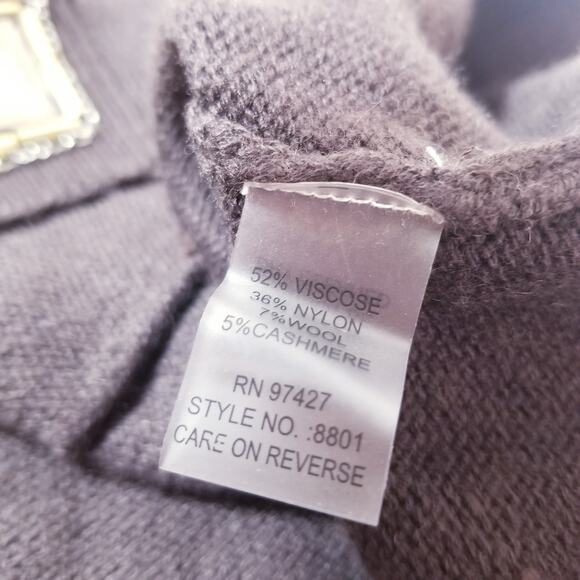 52% VISCOSE
36% NYLON
7%WOOL
5%CASHMERE
RN 97427
STYLE NO. :8801
CARE ON REVERSE